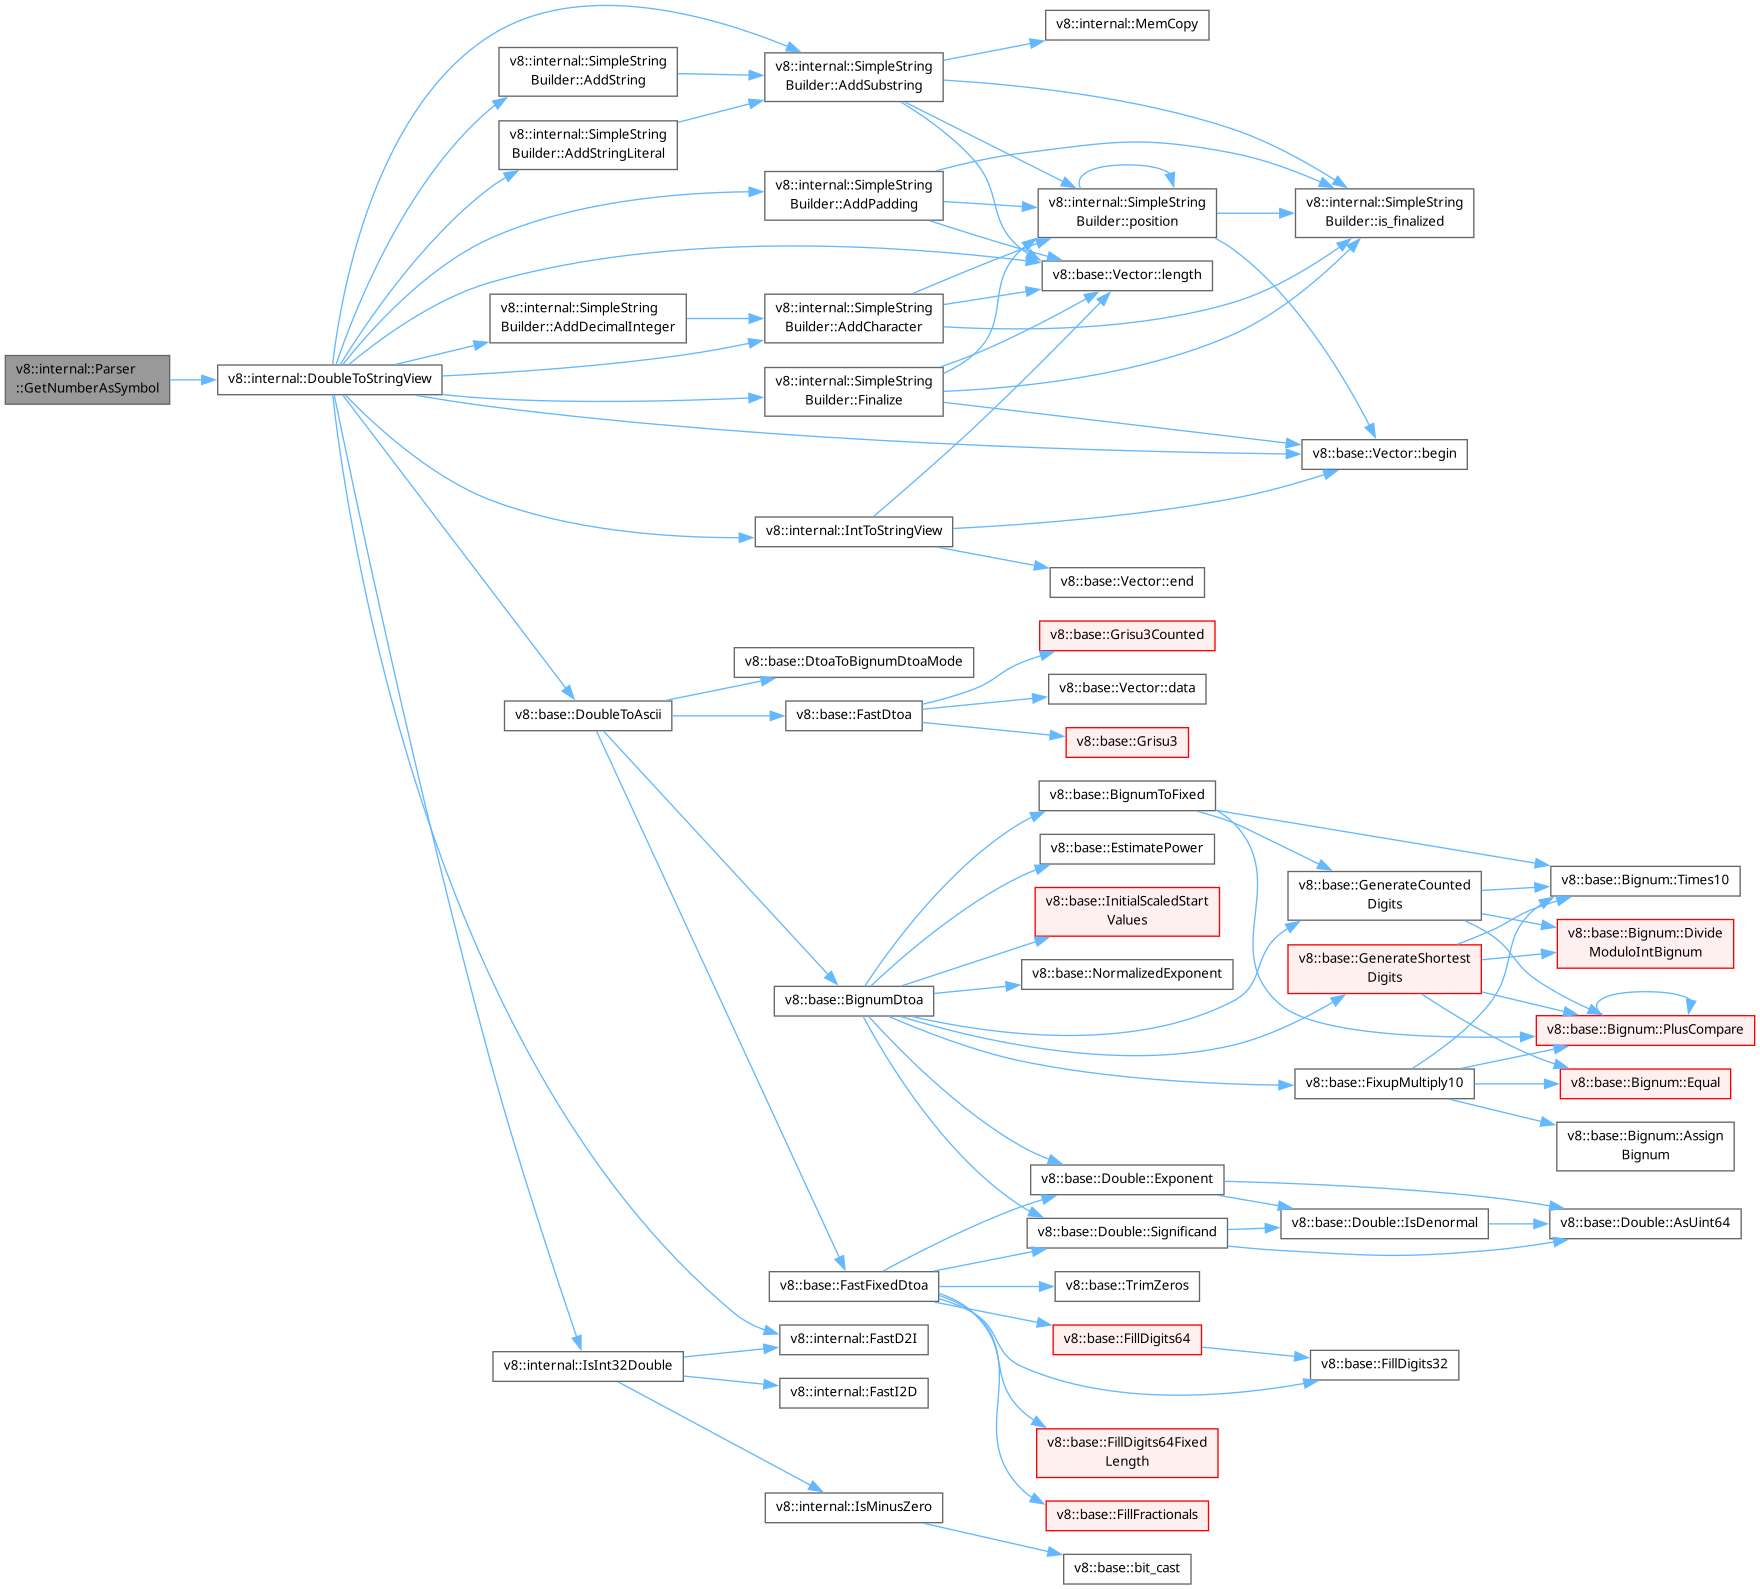 v8::internal::Parser
::GetNumberAsSymbol
v8::internal::DoubleToStringView
v8::internal::SimpleString
Builder::AddString
v8::internal::SimpleString
Builder::AddStringLiteral
v8::internal::SimpleString
Builder::AddDecimalInteger
v8::base::DoubleToAscii
v8::internal::IsInt32Double
v8::internal::SimpleString
Builder::AddSubstring
v8::internal::SimpleString
Builder::AddPadding
v8::internal::SimpleString
Builder::AddCharacter
v8::internal::SimpleString
Builder::Finalize
v8::internal::IntToStringView
v8::base::DtoaToBignumDtoaMode
v8::base::FastDtoa
v8::base::BignumDtoa
v8::base::FastFixedDtoa
v8::internal::FastD2I
v8::internal::FastI2D
v8::internal::IsMinusZero
v8::internal::MemCopy
v8::internal::SimpleString
Builder::position
v8::base::Vector::length
v8::base::Vector::end
v8::base::Grisu3Counted
v8::base::Vector::data
v8::base::Grisu3
v8::base::BignumToFixed
v8::base::EstimatePower
v8::base::InitialScaledStart
Values
v8::base::NormalizedExponent
v8::base::Double::Exponent
v8::base::Double::Significand
v8::base::TrimZeros
v8::base::FillDigits64
v8::base::FillDigits64Fixed
Length
v8::base::FillFractionals
v8::base::bit_cast
v8::internal::SimpleString
Builder::is_finalized
v8::base::Vector::begin
v8::base::GenerateCounted
Digits
v8::base::GenerateShortest
Digits
v8::base::FixupMultiply10
v8::base::Double::IsDenormal
v8::base::FillDigits32
v8::base::Bignum::Times10
v8::base::Bignum::Divide
ModuloIntBignum
v8::base::Bignum::PlusCompare
v8::base::Bignum::Equal
v8::base::Bignum::Assign
Bignum
v8::base::Double::AsUint64